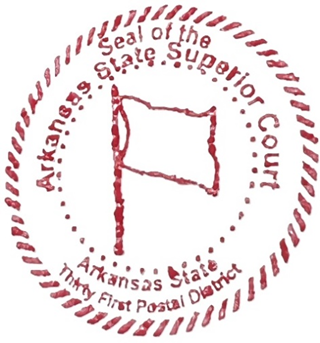 Seal of the
Arkansas State Superior Court
Arkansas State
Thirty First Postal District